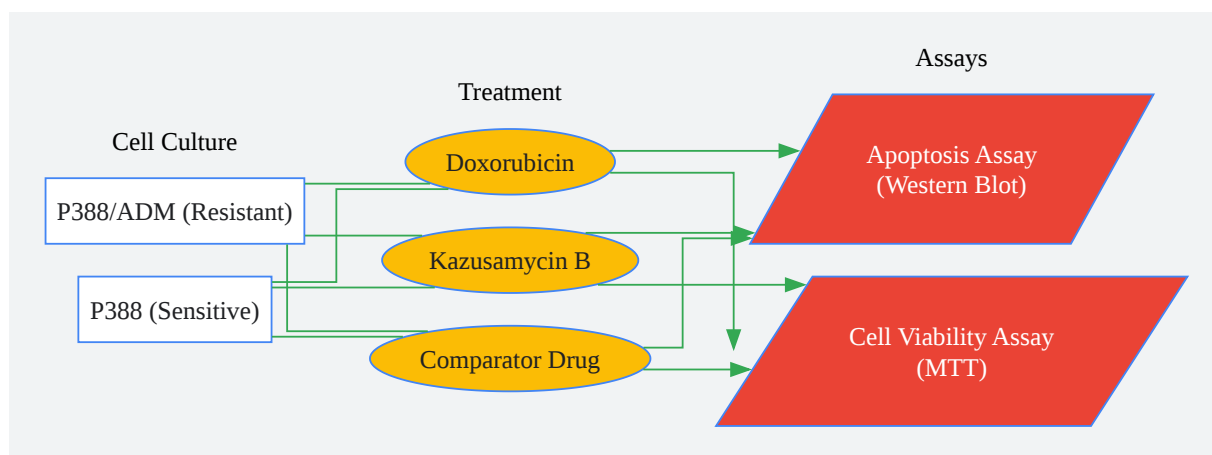 Cell Culture
P388/ADM (Resistant)
P388 (Sensitive)
Treatment
Doxorubicin
Kazusamycin B
Comparator Drug
Assays
Apoptosis Assay
(Western Blot)
Cell Viability Assay
(MTT)